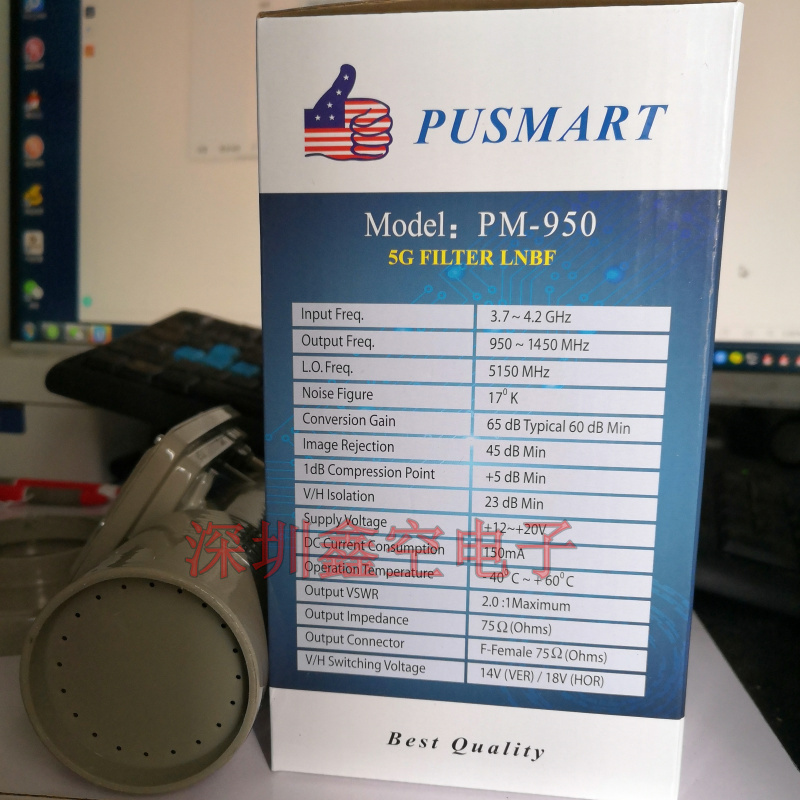 PUSMART
Model: PM-950
5G FILTER LNBF
Input Freq. 3.7 ~ 4.2 GHz
Output Freq. 950 ~ 1450 MHz
L.O. Freq. 5150 MHz
Noise Figure 17⁰ K
Conversion Gain 65 dB Typical 60 dB Min
Image Rejection 45 dB Min
1dB Compression Point +5 dB Min
V/H Isolation 23 dB Min
Supply Voltage +12~+20V
DC Current Consumption 150mA
Operation Temperature -40⁰C ~ + 60⁰C
深圳鑫空电子
Output VSWR 2.0 :1Maximum
Output Impedance 75Ω(Ohms)
Output Connector F-Female 75Ω(Ohms)
V/H Switching Voltage 14V (VER) / 18V (HOR)
Best Quality